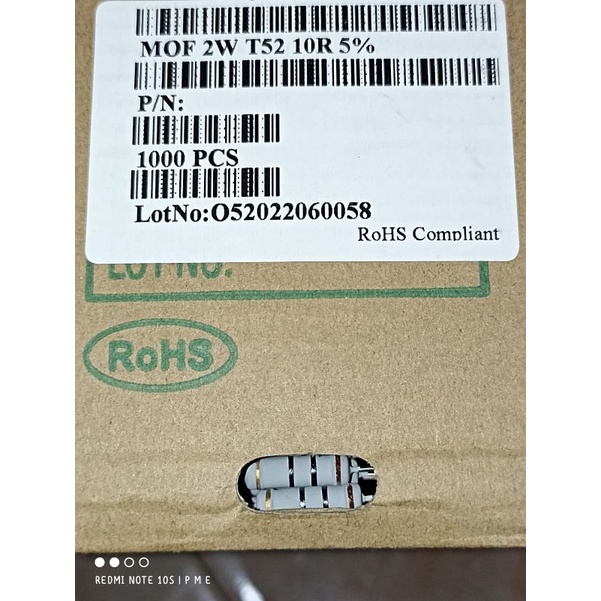 MOF 2W T52 10R 5%
P/N:
1000 PCS
LotNo:O52022060058
RoHS Compliant
LOT NO.
RoHS
REDMI NOTE 10S | P M E